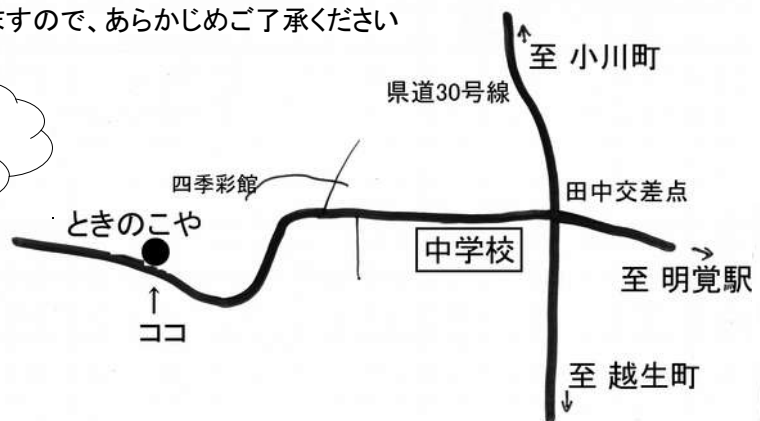 ますので、あらかじめご了承ください
至 小川町
県道30号線
四季彩館
田中交差点
ときのこや
中学校
至 明覚駅
ココ
至 越生町